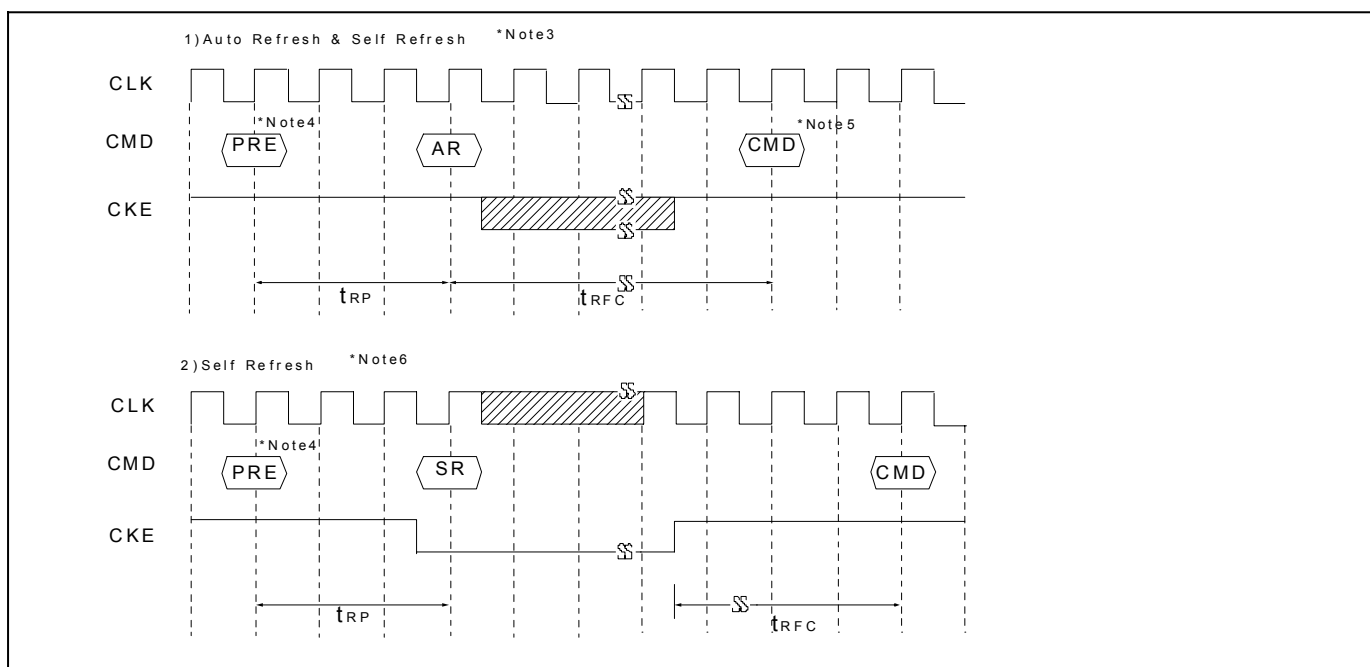 1)Auto Refresh & Self Refresh *Note3
CLK
*Note4 *Note5
CMD PRE AR CMD
CKE
tRP tRFC
2)Self Refresh *Note6
CLK
*Note4
CMD PRE SR CMD
CKE
tRP tRFC